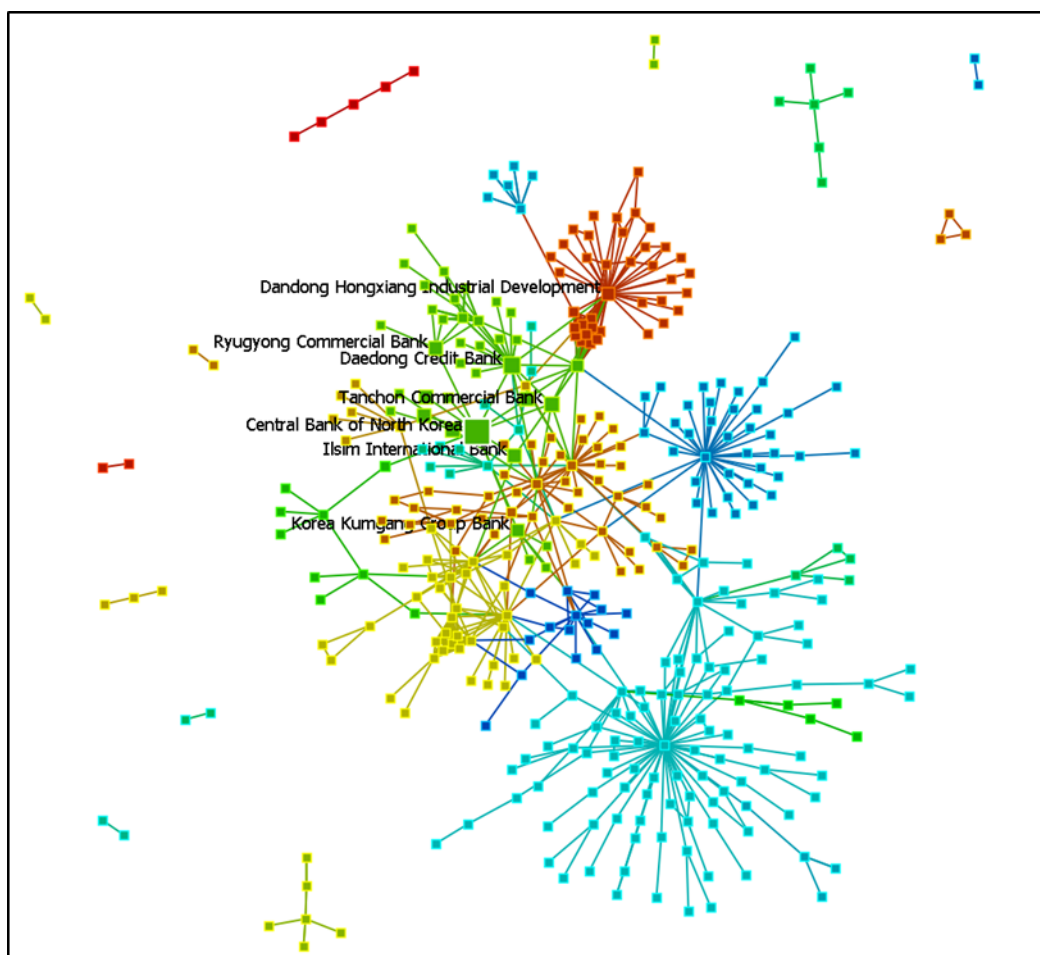 Dandong Hongxiang Industrial Development
Ryugyong Commercial Bank
Daedong Credit Bank
Tanchon Commercial Bank
Central Bank of North Korea
Ilsim International Bank
Korea Kumgang Group Bank